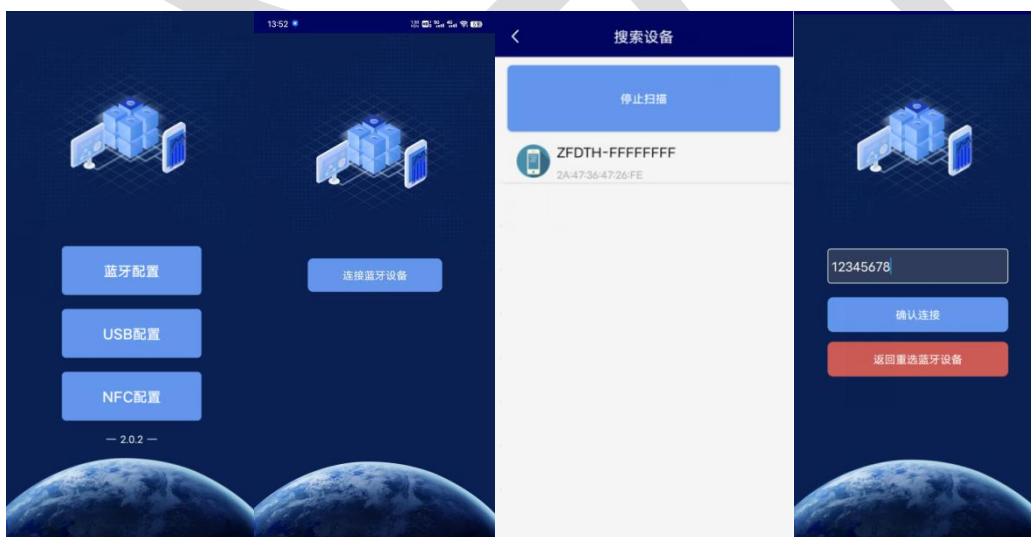 蓝牙配置
USB配置
NFC配置
— 2.0.2 —
13:52
连接蓝牙设备
搜索设备
停止扫描
ZFDTH-FFFFFFFF
2A:47:36:47:26:FE
12345678
确认连接
返回重选蓝牙设备